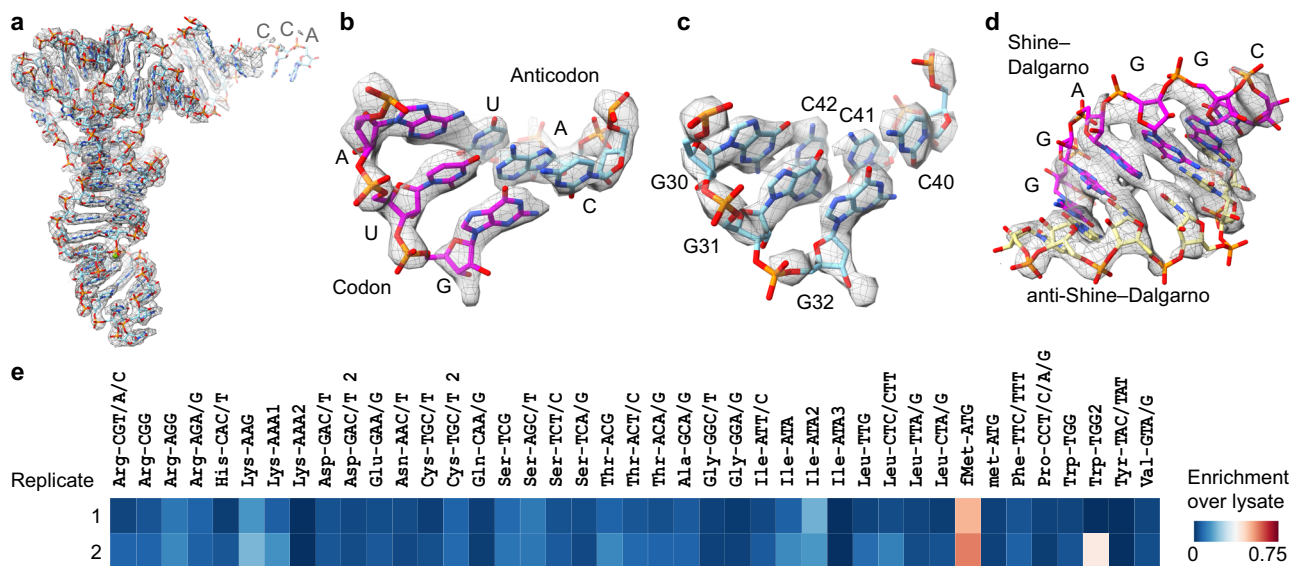 a
C C A
b
Anticodon
U
A
A
C
U
G
Codon
c
C42
C41
G30
C40
G31
G32
d
Shine–
Dalgarno
G
G
C
A
G
G
anti-Shine–Dalgarno
e
Arg-CGT/A/C
Arg-CGG
Arg-AGG
Arg-AGA/G
His-CAC/T
Lys-AAG
Lys-AAA1
Lys-AAA2
Asp-GAC/T
Asp-GAC/T 2
Glu-GAA/G
Asn-AAC/T
Cys-TGC/T
Cys-TGC/T 2
Gln-CAA/G
Ser-TCG
Ser-AGC/T
Ser-TCT/C
Ser-TCA/G
Thr-ACG
Thr-ACT/C
Thr-ACA/G
Ala-GCA/G
Gly-GGC/T
Gly-GGA/G
Ile-ATT/C
Ile-ATA
Ile-ATA2
Ile-ATA3
Leu-TTG
Leu-CTC/CTT
Leu-TTA/G
Leu-CTA/G
fMet-ATG
met-ATG
Phe-TTC/TTT
Pro-CCT/C/A/G
Trp-TGG
Trp-TGG2
Tyr-TAC/TAT
Val-GTA/G
Replicate
1
2
Enrichment
over lysate
0 0.75